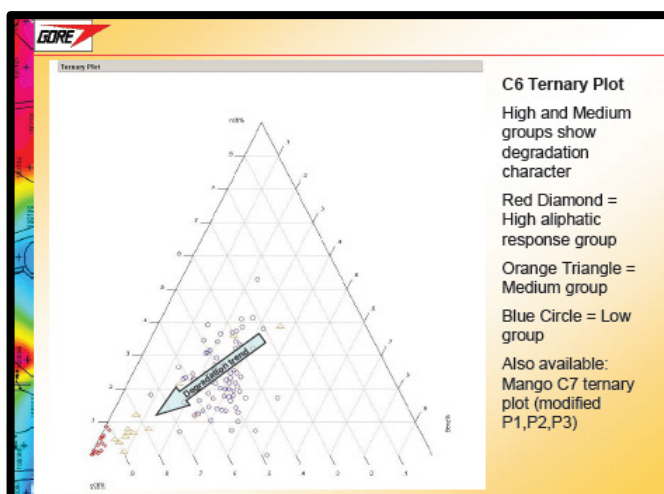 GORE
Ternary Plot
C6 Ternary Plot
High and Medium
groups show
degradation
character
Red Diamond =
High aliphatic
response group
Orange Triangle =
Medium group
Blue Circle = Low
group
Also available:
Mango C7 ternary
plot (modified
P1,P2,P3)
Degradation trend